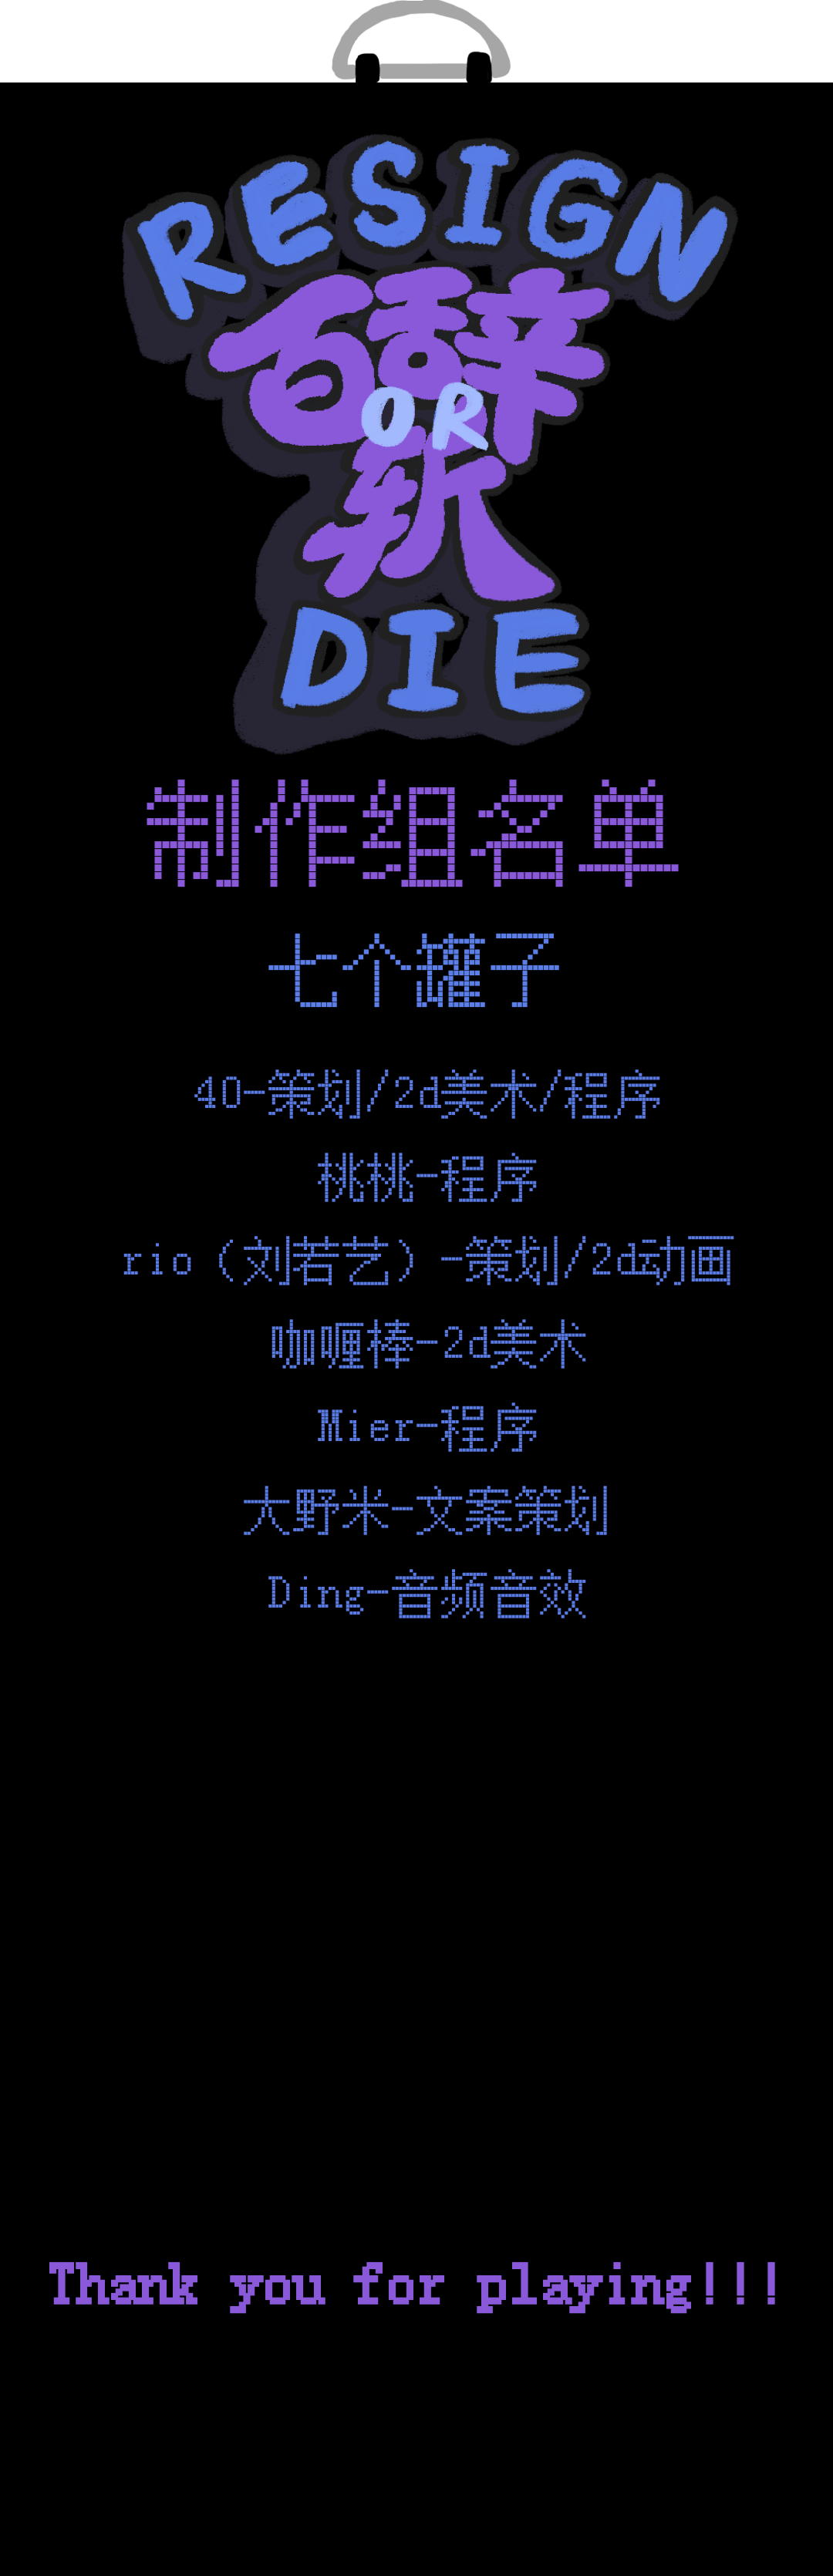 RESIGN
百辞
OR
斩
DIE
制作组名单
七个罐子
40-策划/2d美术/程序
桃桃-程序
rio（刘若艺）-策划/2d动画
咖喱棒-2d美术
Mier-程序
大野米-文案策划
Ding-音频音效
Thank you for playing!!!